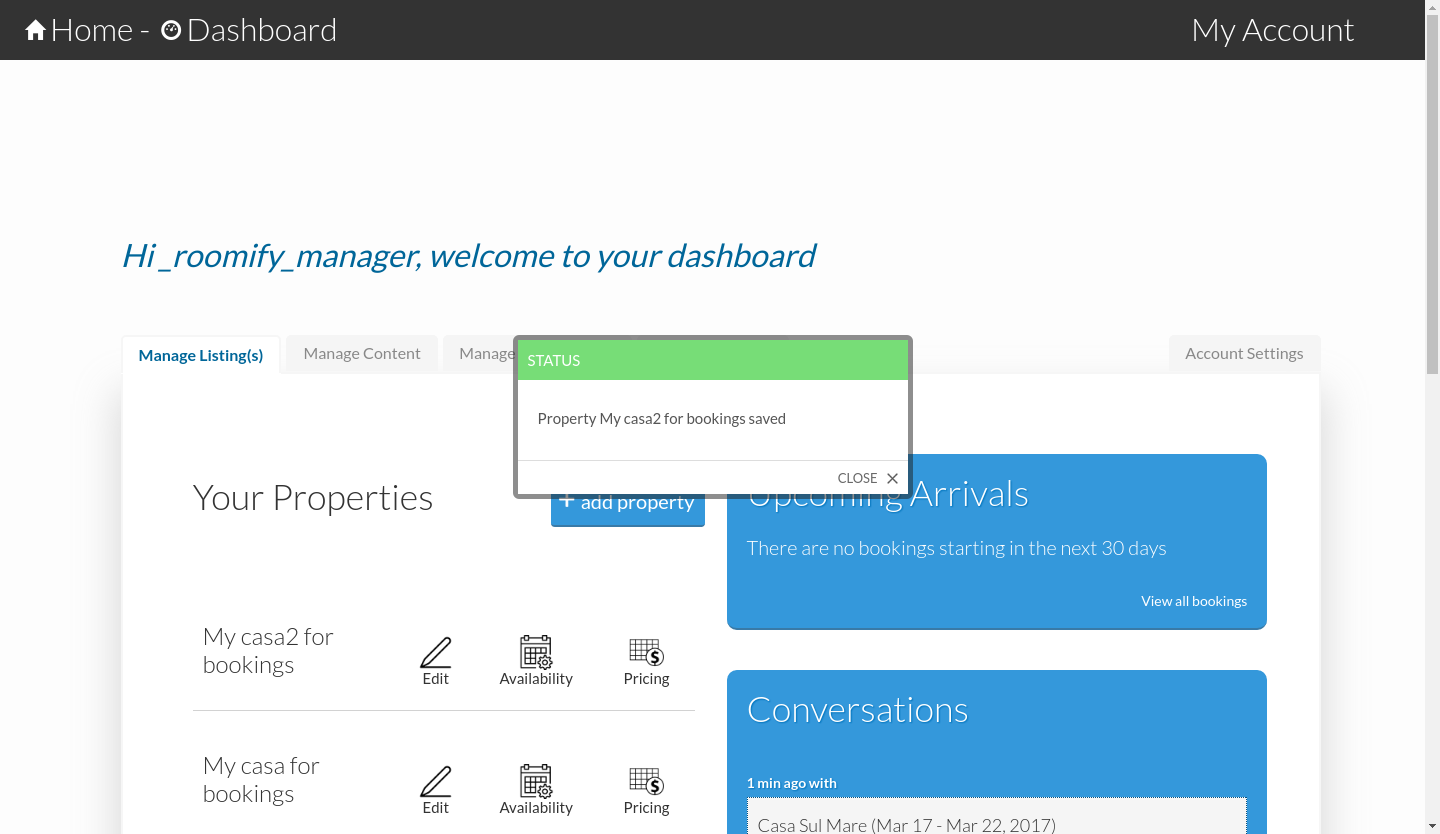 Home - Dashboard
My Account
Hi _roomify_manager, welcome to your dashboard
Manage Listing(s)
Manage Content
Manage
Account Settings
STATUS
Property My casa2 for bookings saved
CLOSE
Your Properties
+ add property
Upcoming Arrivals
There are no bookings starting in the next 30 days
View all bookings
My casa2 for
bookings
Edit
Availability
Pricing
Conversations
1 min ago with
My casa for
bookings
Edit
Availability
Pricing
Casa Sul Mare (Mar 17 - Mar 22, 2017)